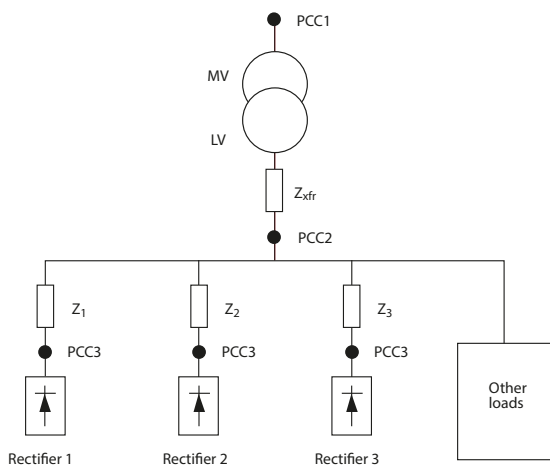 PCC1
MV
LV
Zxfr
PCC2
Z1
Z2
Z3
PCC3
PCC3
PCC3
Other
loads
Rectifier 1
Rectifier 2
Rectifier 3